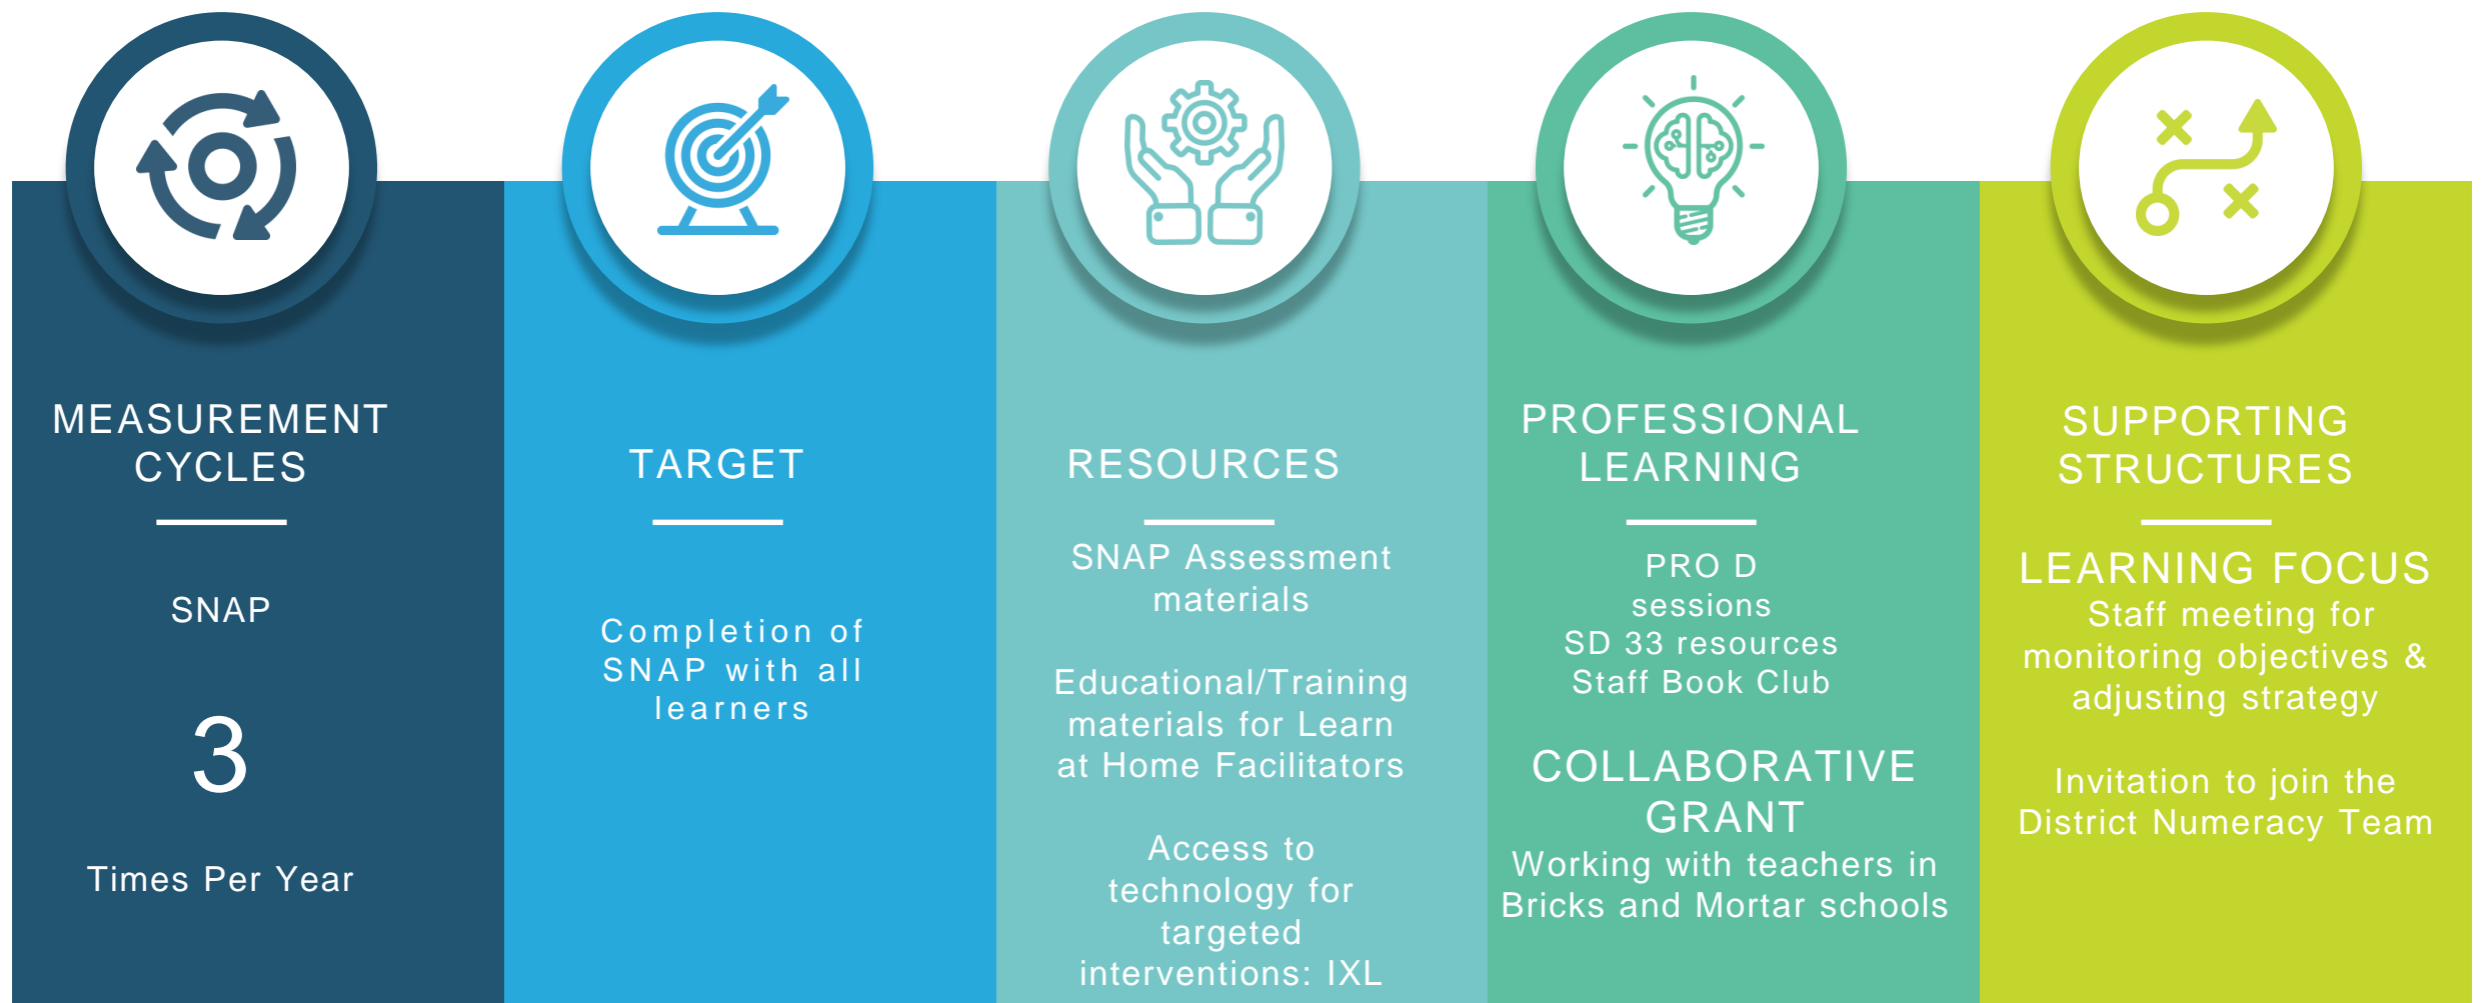 MEASUREMENT
CYCLES
SNAP
3
Times Per Year
TARGET
Completion of
SNAP with all
learners
RESOURCES
SNAP Assessment
materials
Educational/Training
materials for Learn
at Home Facilitators
Access to
technology for
targeted
interventions: IXL
PROFESSIONAL
LEARNING
PRO D
sessions
SD 33 resources
Staff Book Club
COLLABORATIVE
GRANT
Working with teachers in
Bricks and Mortar schools
SUPPORTING
STRUCTURES
LEARNING FOCUS
Staff meeting for
monitoring objectives &
adjusting strategy
Invitation to join the
District Numeracy Team